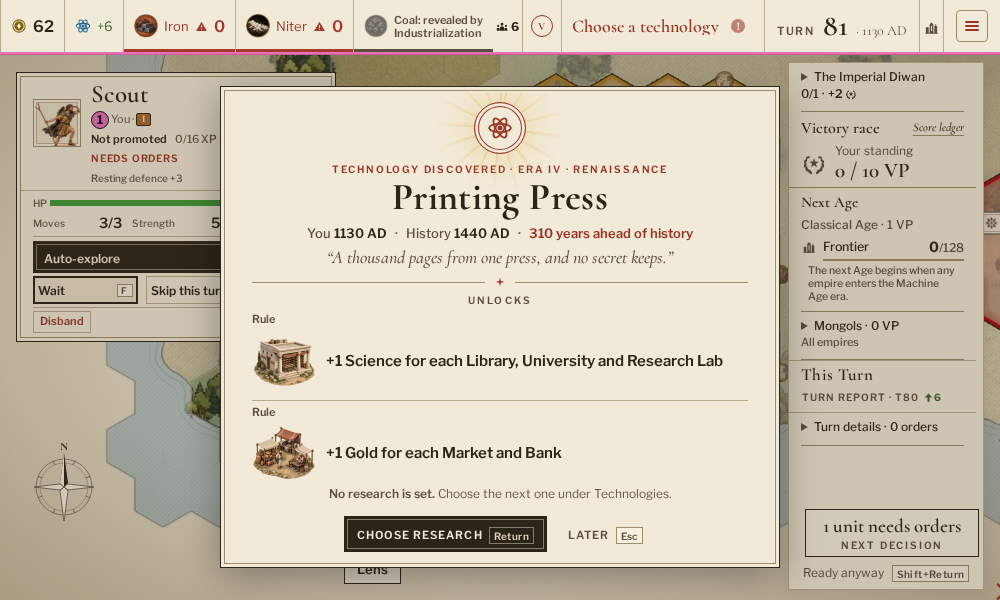 62
+6
Iron 0
Niter 0
Coal: revealed by
Industrialization
6
V
Choose a technology
!
TURN 81 · 1130 AD
Scout
1 You · I
Not promoted 0/16 XP
NEEDS ORDERS
Resting defence +3
HP
Moves 3/3 Strength 5
Auto-explore
Wait F
Skip this tur
Disband
N
TECHNOLOGY DISCOVERED · ERA IV · RENAISSANCE
Printing Press
You 1130 AD · History 1440 AD · 310 years ahead of history
“A thousand pages from one press, and no secret keeps.”
UNLOCKS
Rule
+1 Science for each Library, University and Research Lab
Rule
+1 Gold for each Market and Bank
No research is set. Choose the next one under Technologies.
CHOOSE RESEARCH Return
LATER Esc
Lens
The Imperial Diwan
0/1 · +2
Victory race
Score ledger
Your standing
0 / 10 VP
Next Age
Classical Age · 1 VP
Frontier 0/128
The next Age begins when any
empire enters the Machine
Age era.
Mongols · 0 VP
All empires
This Turn
TURN REPORT · T80 6
Turn details · 0 orders
1 unit needs orders
NEXT DECISION
Ready anyway Shift+Return